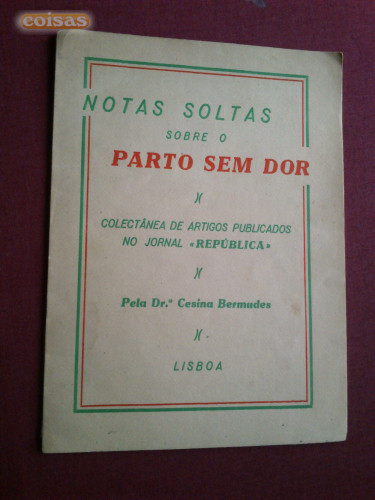 coisas
NOTAS SOLTAS
SOBRE O
PARTO SEM DOR
COLECTÂNEA DE ARTIGOS PUBLICADOS
NO JORNAL «REPÚBLICA»
Pela Dr.ª Cesina Bermudes
LISBOA